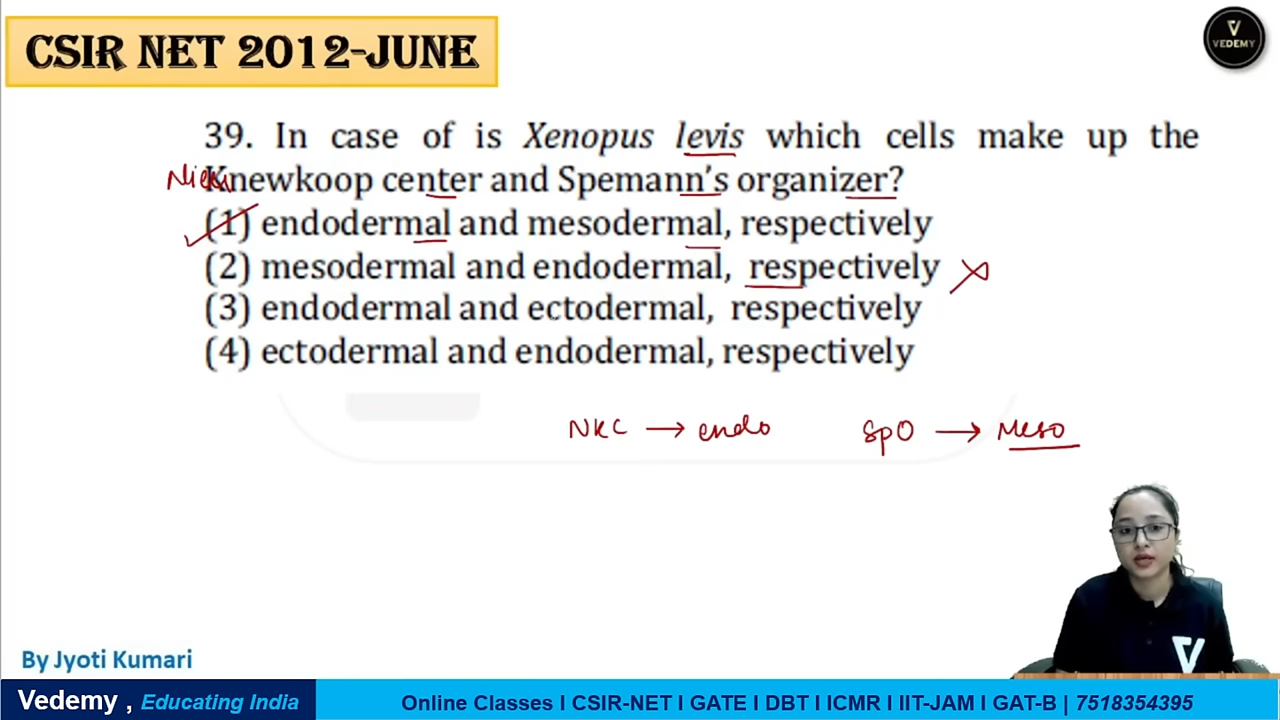 CSIR NET 2012-JUNE
VEDEMY
39. In case of is Xenopus levis which cells make up the
Knewkoop center and Spemann's organizer?
(1) endodermal and mesodermal, respectively
(2) mesodermal and endodermal, respectively
(3) endodermal and ectodermal, respectively
(4) ectodermal and endodermal, respectively
NKC → endo SpO → Meso
By Jyoti Kumari
Vedemy , Educating India
Online Classes I CSIR-NET I GATE I DBT I ICMR I IIT-JAM I GAT-B | 7518354395